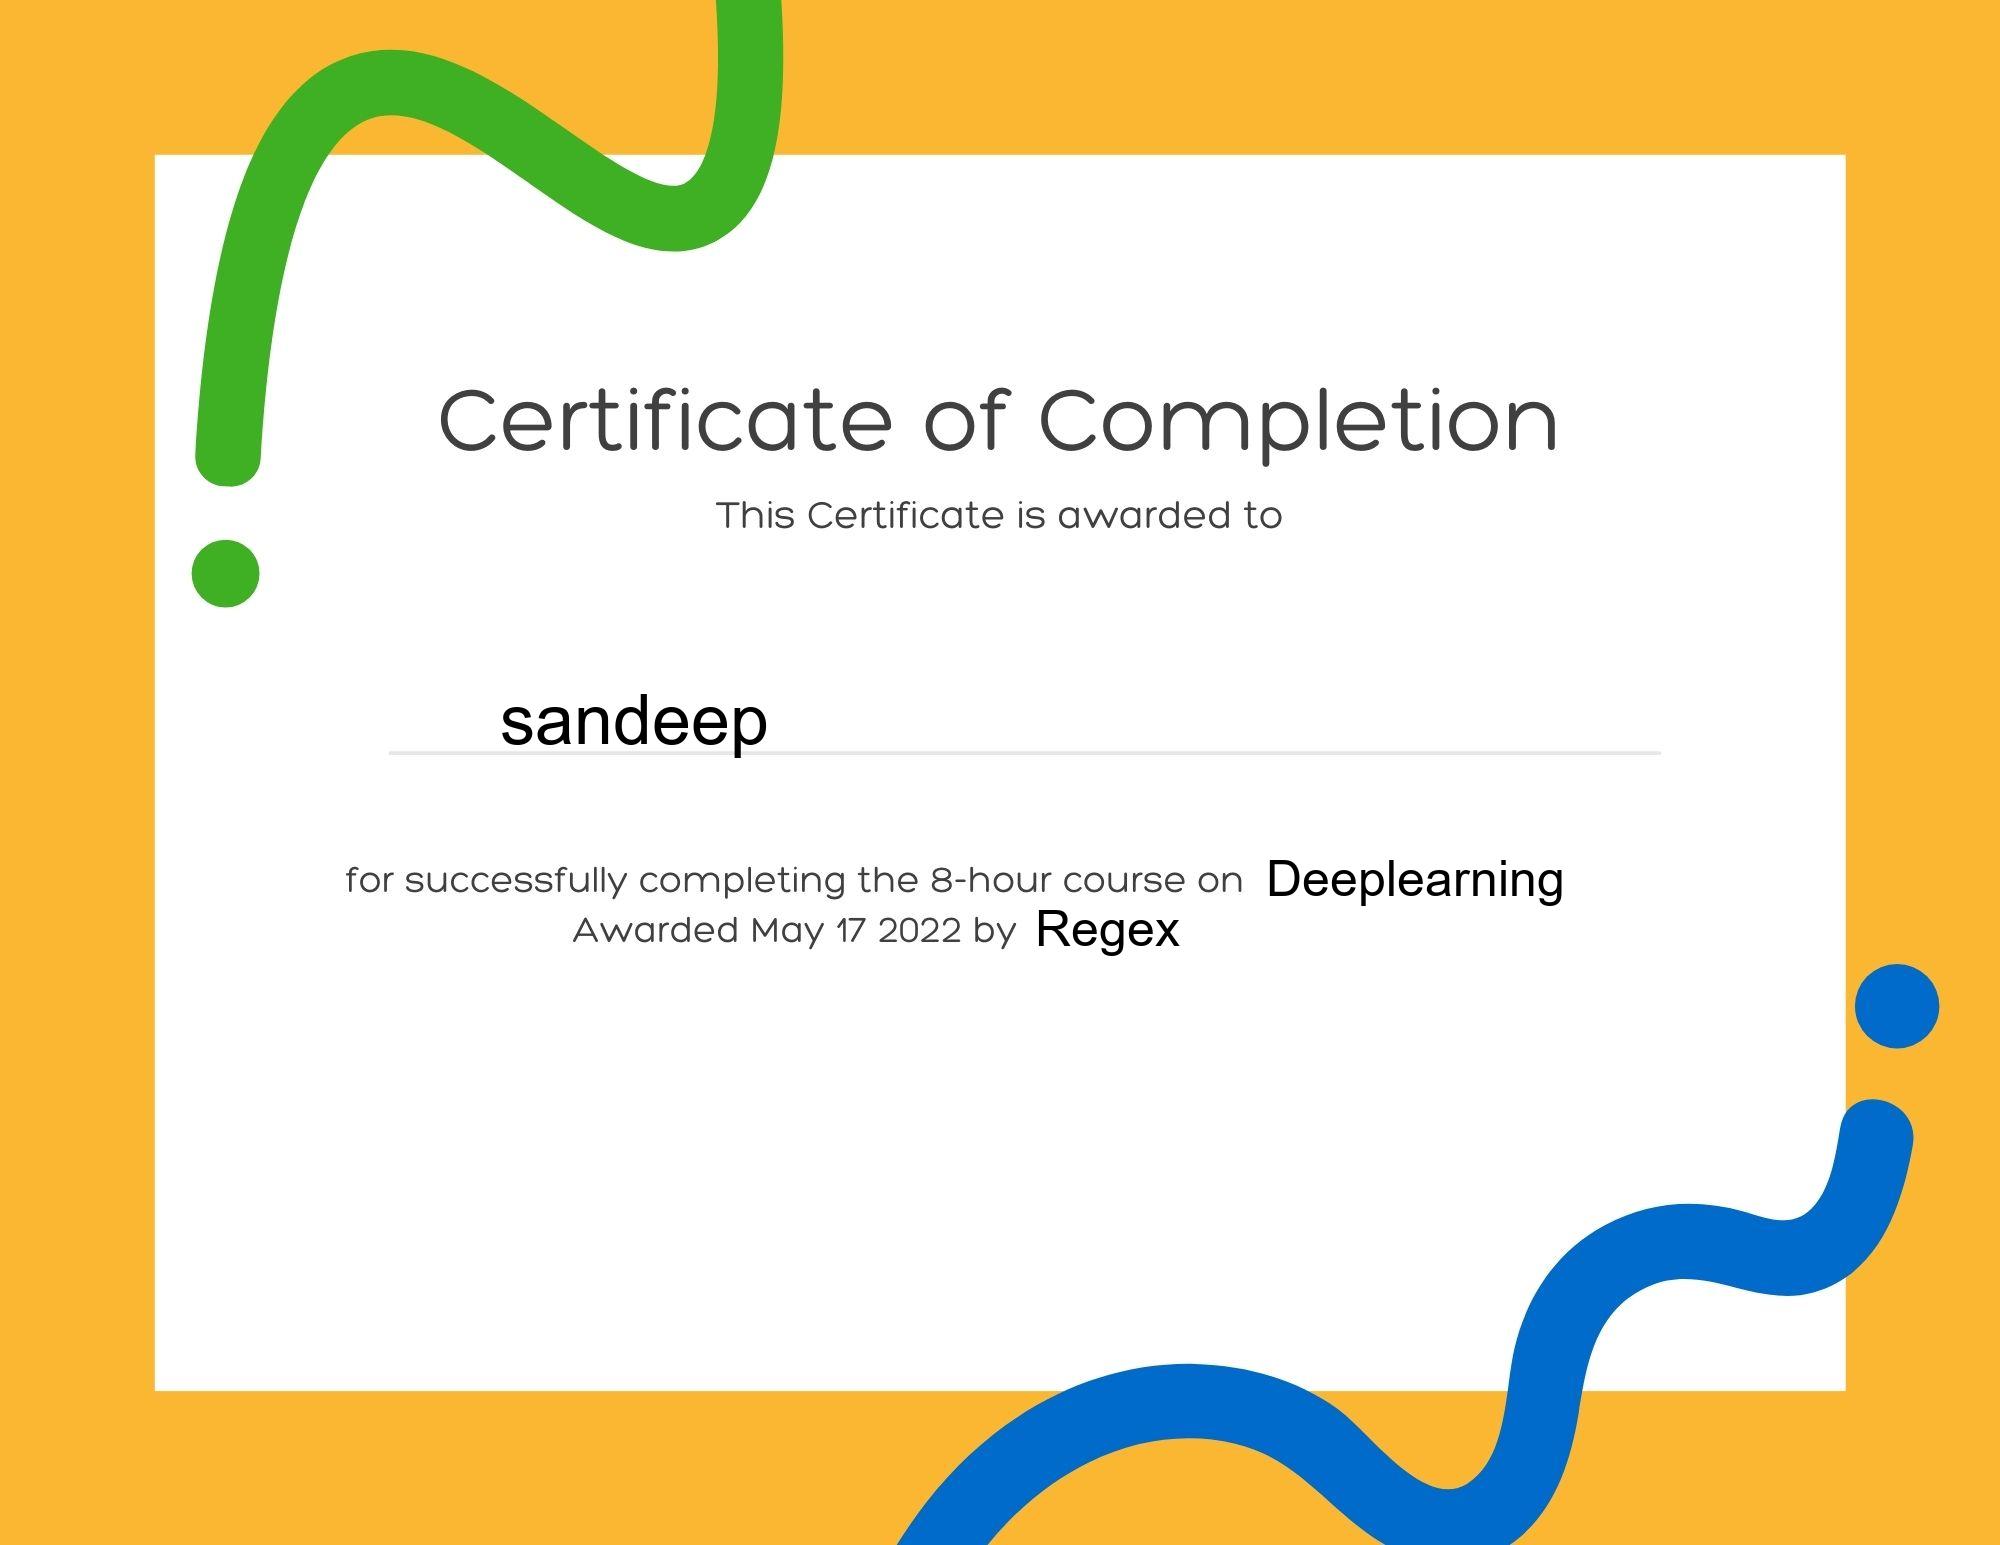 Certificate of Completion
This Certificate is awarded to
sandeep
for successfully completing the 8-hour course on Deeplearning
Awarded May 17 2022 by Regex